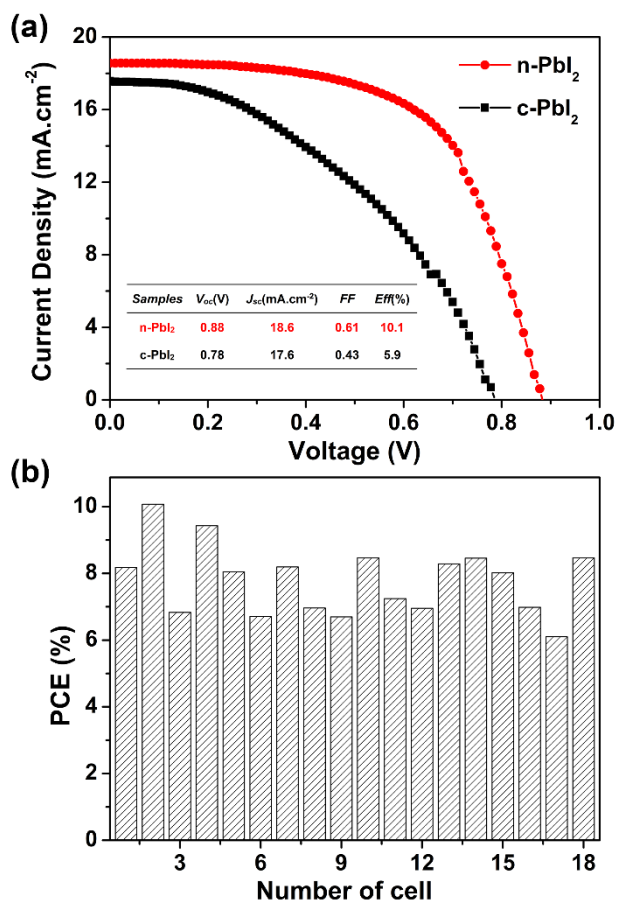 (a)
20
16
12
8
4
0
Current Density (mA.cm⁻²)
n-PbI₂
c-PbI₂
Samples Voc(V) Jsc(mA.cm⁻²) FF Eff(%)
n-PbI₂ 0.88 18.6 0.61 10.1
c-PbI₂ 0.78 17.6 0.43 5.9
0.0 0.2 0.4 0.6 0.8 1.0
Voltage (V)
(b)
10
8
6
4
2
0
PCE (%)
3 6 9 12 15 18
Number of cell